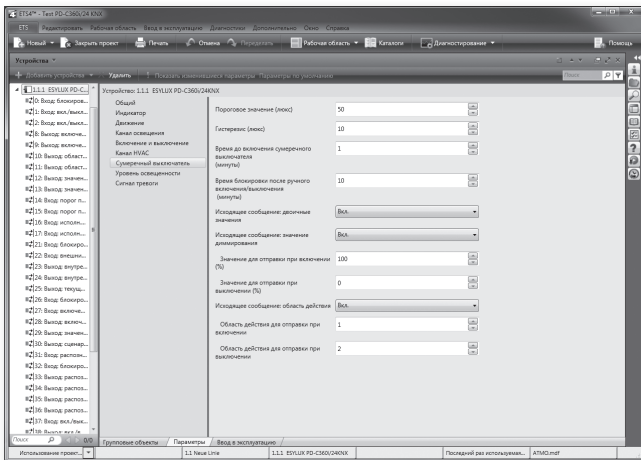 ETS4™ - Test PD-C360i/24 KNX
ETS Редактировать Рабочая область Ввод в эксплуатацию Диагностики Дополнительно Окно Справка
Новый Закрыть проект Печать Отмена Переделать Рабочая область Каталоги Диагностирование Помощь
Устройства
Добавить устройства Удалить Показать изменившиеся параметры Параметры по умолчанию Поиск
1.1.1 ESYLUX PD-C...
0: Вход: блокиров...
1: Вход: вкл./выкл...
2: Вход: вкл./выкл...
8: Выход: включе...
9: Выход: включе...
10: Выход: област...
11: Выход: област...
12: Выход: значен...
13: Выход: значен...
14: Вход: порог п...
15: Вход: порог п...
16: Вход: исполн...
17: Вход: исполн...
21: Вход: блокиро...
22: Вход: внешни...
23: Выход: внутре...
24: Выход: внутре...
25: Выход: текущ...
26: Вход: блокиро...
27: Вход: включе...
28: Выход: включ...
29: Выход: значен...
30: Выход: сценар...
31: Вход: распозн...
32: Вход: блокиро...
33: Выход: распоз...
34: Выход: распоз...
35: Выход: распоз...
36: Выход: распоз...
37: Вход: вкл./вык...
Поиск 0/0
Устройство: 1.1.1 ESYLUX PD-C360i/24KNX
Общий
Индикатор
Движение
Канал освещения
Включение и выключение
Канал HVAC
Сумеречный выключатель
Уровень освещенности
Сигнал тревоги
Пороговое значение (люкс) 50
Гистерезис (люкс) 10
Время до включения сумеречного 1
выключателя
(минуты)
Время блокировки после ручного 10
включения/выключения
(минуты)
Исходящее сообщение: двоичные Вкл.
значения
Исходящее сообщение: значение Вкл.
диммирования
Значение для отправки при включении 100
(%)
Значение для отправки при 0
выключении (%)
Исходящее сообщение: область действия Вкл.
Область действия для отправки при 1
включении
Область действия для отправки при 2
выключении
Групповые объекты Параметры Ввод в эксплуатацию
Использование проект... 1.1 Neue Linie 1.1.1 ESYLUX PD-C360i/24KNX Последний раз используемая... ATMO.mdf